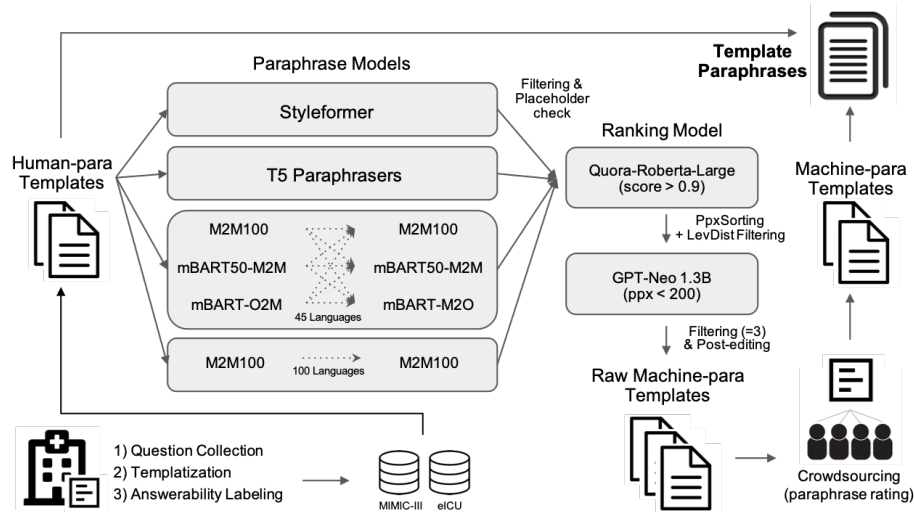 Template
Paraphrases
Paraphrase Models
Filtering &
Placeholder
check
Styleformer
Ranking Model
Human-para
Templates
T5 Paraphrasers
Quora-Roberta-Large
(score > 0.9)
Machine-para
Templates
M2M100
M2M100
mBART50-M2M
mBART50-M2M
mBART-O2M
mBART-M2O
45 Languages
PpxSorting
+ LevDist Filtering
GPT-Neo 1.3B
(ppx < 200)
M2M100
100 Languages
M2M100
Filtering (=3)
& Post-editing
Raw Machine-para
Templates
1) Question Collection
2) Templatization
3) Answerability Labeling
MIMIC-III
eICU
Crowdsourcing
(paraphrase rating)